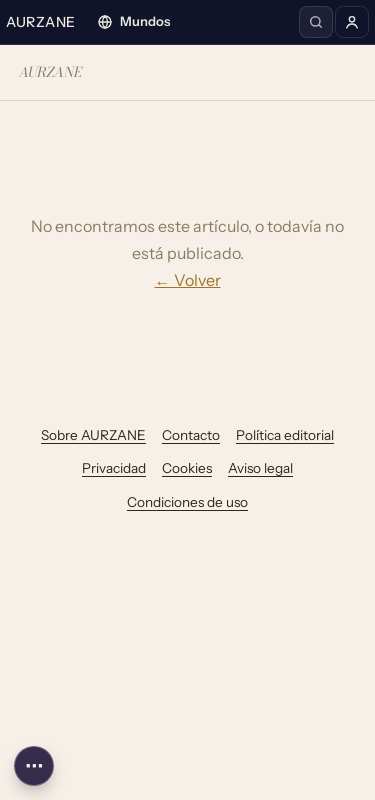 AURZANE Mundos
AURZANE
No encontramos este artículo, o todavía no
está publicado.
← Volver
Sobre AURZANE Contacto Política editorial
Privacidad Cookies Aviso legal
Condiciones de uso